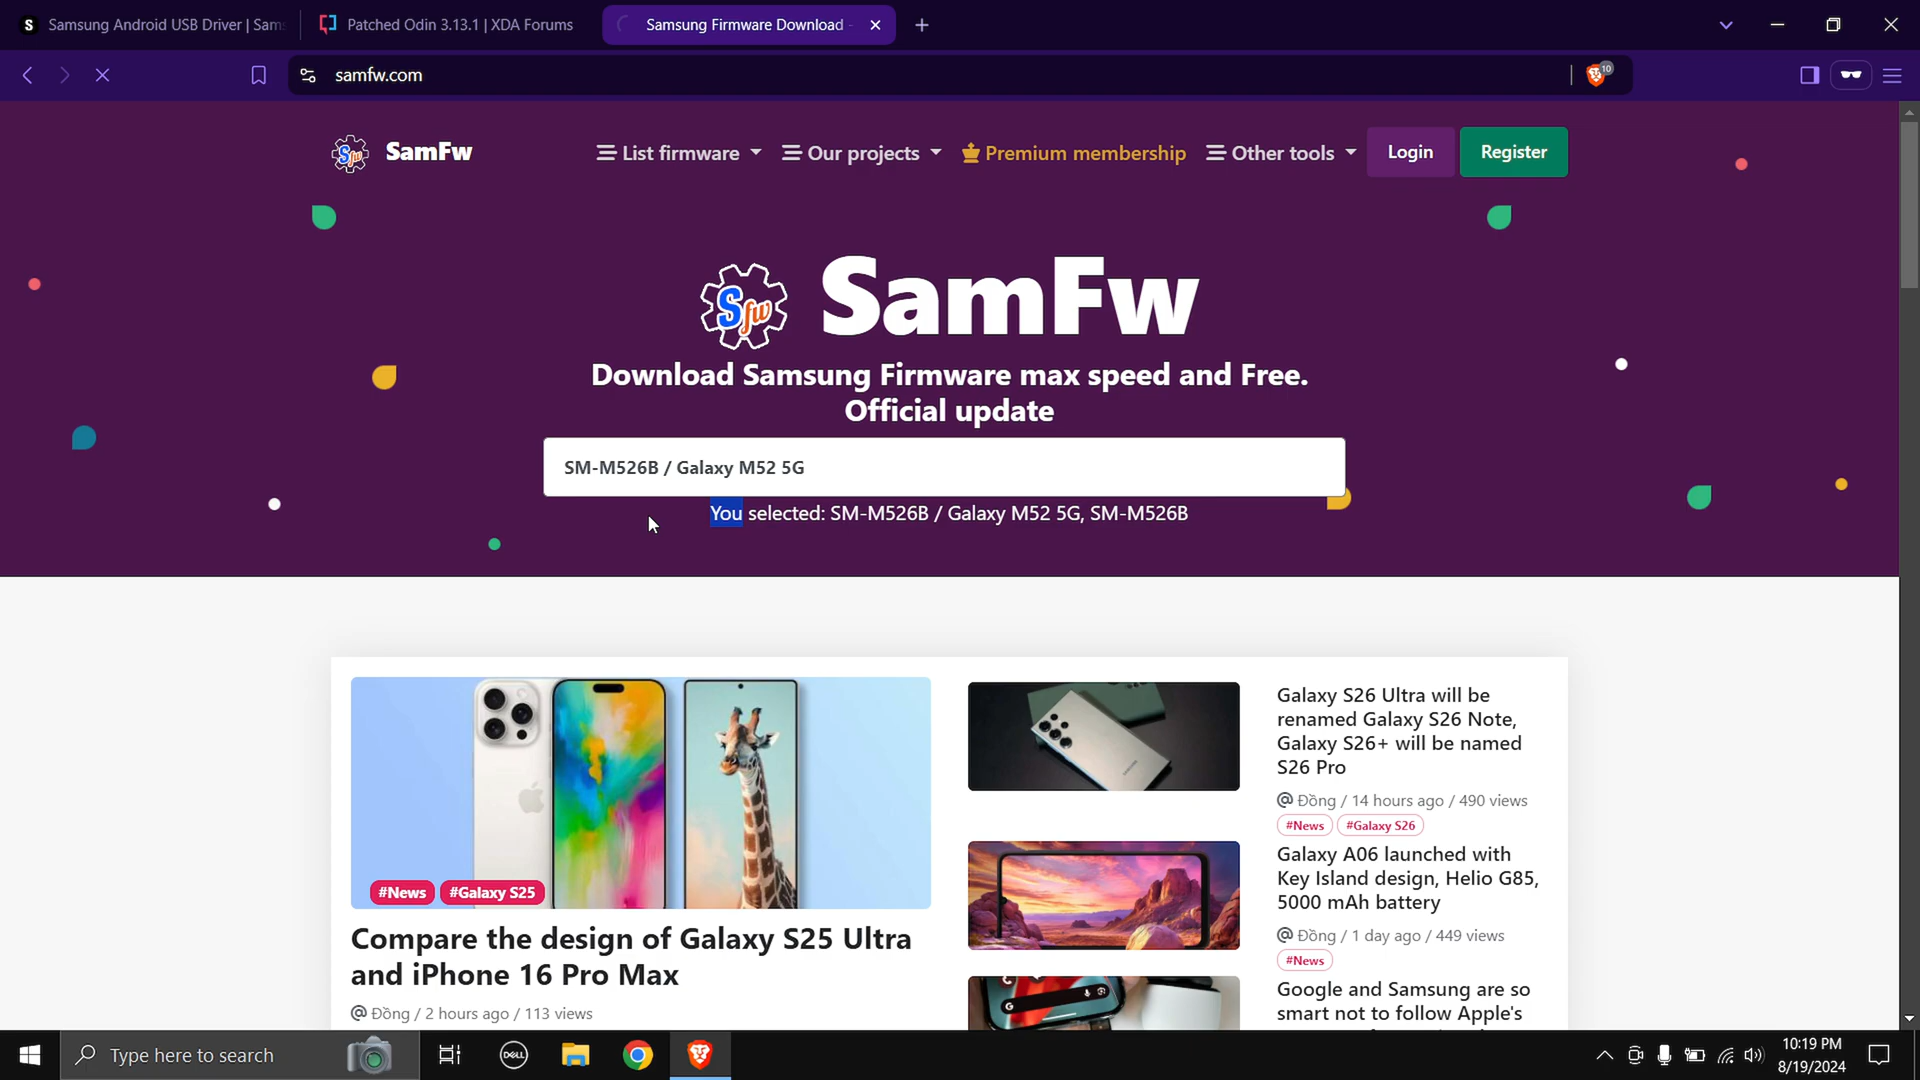 Samsung Android USB Driver | Sam
Patched Odin 3.13.1 | XDA Forums
Samsung Firmware Download -
samfw.com
10
Sfw
SamFw
List firmware
Our projects
Premium membership
Other tools
Login
Register
Sfw
SamFw
Download Samsung Firmware max speed and Free.
Official update
SM-M526B / Galaxy M52 5G
You selected: SM-M526B / Galaxy M52 5G, SM-M526B
#News
#Galaxy S25
Compare the design of Galaxy S25 Ultra
and iPhone 16 Pro Max
@ Đồng / 2 hours ago / 113 views
Galaxy S26 Ultra will be
renamed Galaxy S26 Note,
Galaxy S26+ will be named
S26 Pro
@ Đồng / 14 hours ago / 490 views
#News
#Galaxy S26
Galaxy A06 launched with
Key Island design, Helio G85,
5000 mAh battery
@ Đồng / 1 day ago / 449 views
#News
Google and Samsung are so
smart not to follow Apple's
Type here to search
DELL
10:19 PM
8/19/2024